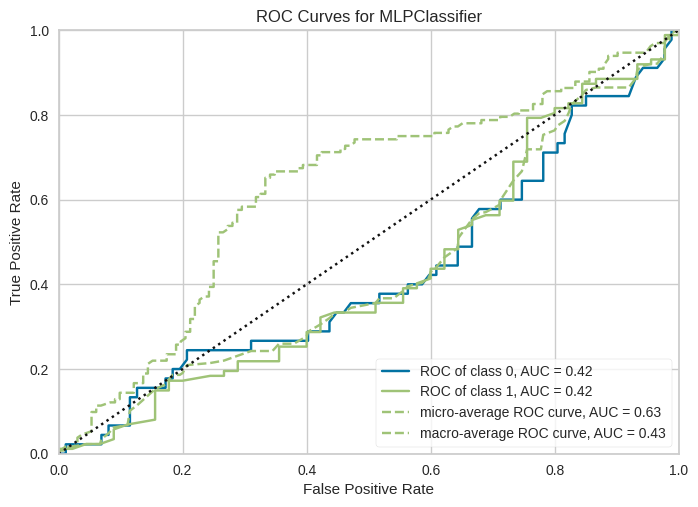 ROC Curves for MLPClassifier
True Positive Rate
1.0
0.8
0.6
0.4
0.2
0.0
0.0 0.2 0.4 0.6 0.8 1.0
False Positive Rate
ROC of class 0, AUC = 0.42
ROC of class 1, AUC = 0.42
micro-average ROC curve, AUC = 0.63
macro-average ROC curve, AUC = 0.43